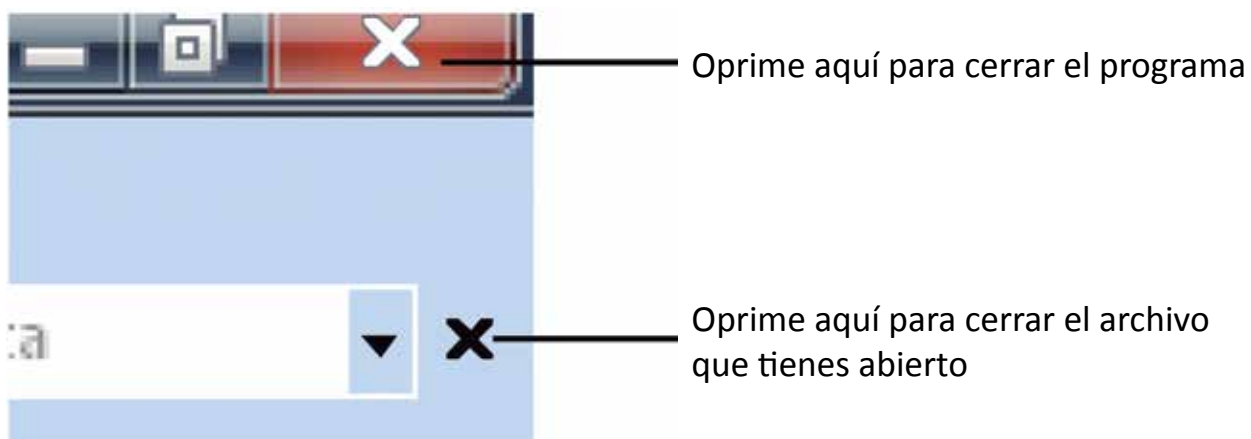 Oprime aquí para cerrar el programa
Oprime aquí para cerrar el archivo
que tienes abierto